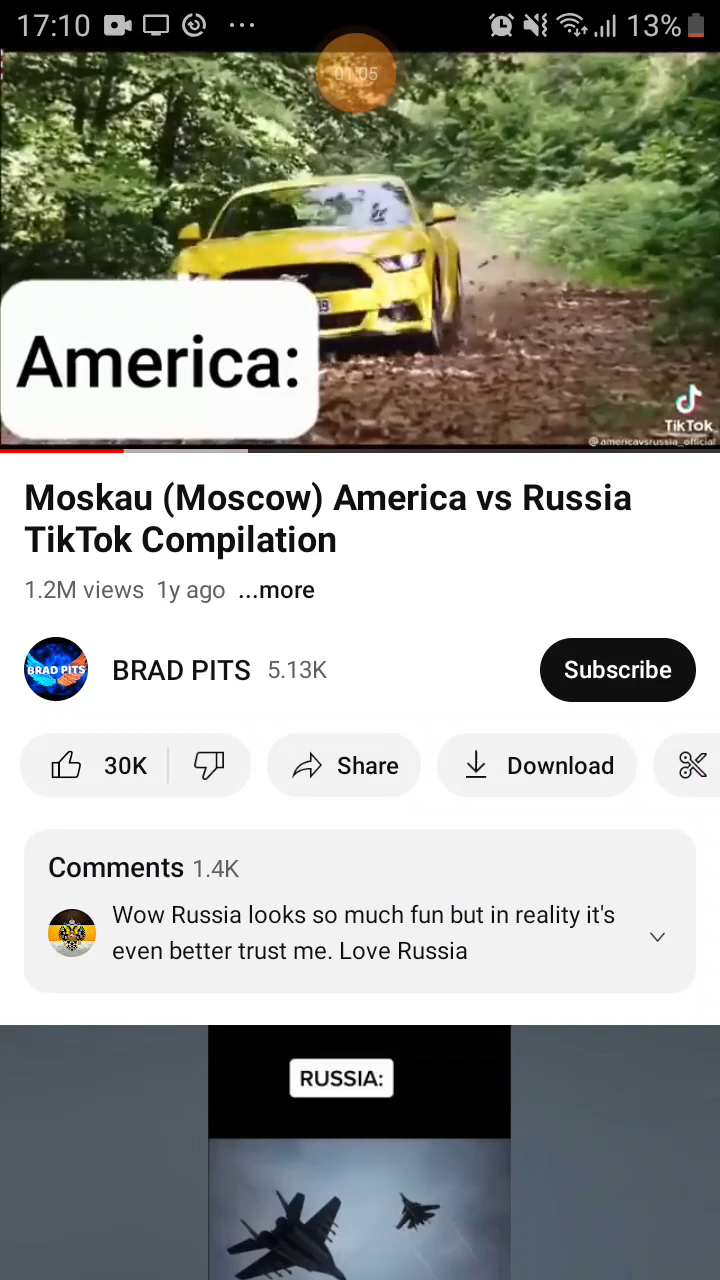 17:10
13%
01:05
America:
TikTok
@americavsrussia_official
Moskau (Moscow) America vs Russia
TikTok Compilation
1.2M views 1y ago ...more
BRAD PITS
BRAD PITS 5.13K
Subscribe
30K
Share
Download
Comments 1.4K
Wow Russia looks so much fun but in reality it's
even better trust me. Love Russia
RUSSIA: